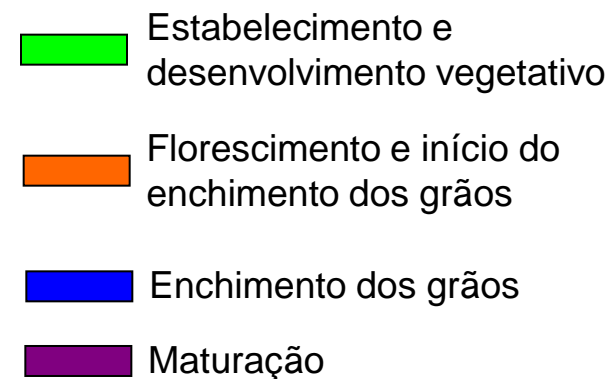 Estabelecimento e
desenvolvimento vegetativo
Florescimento e início do
enchimento dos grãos
Enchimento dos grãos
Maturação